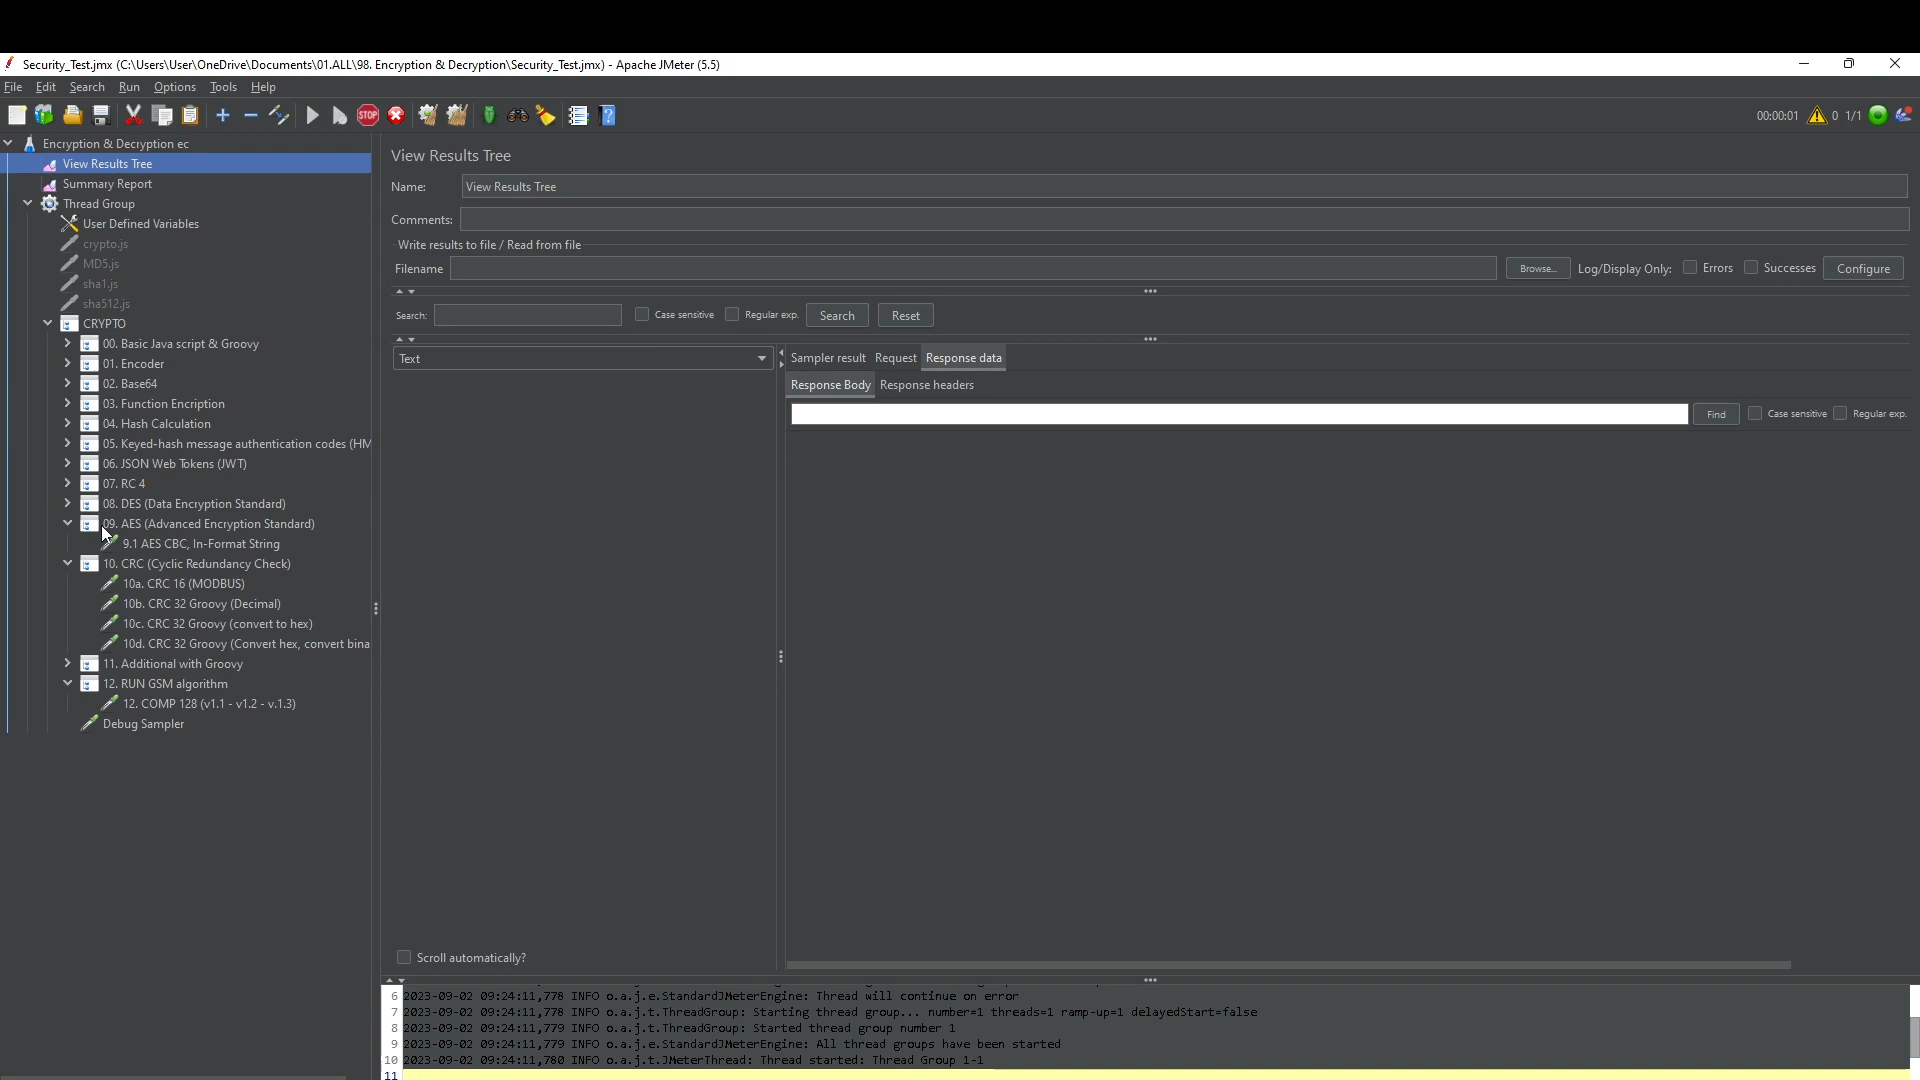 Security_Test.jmx (C:\Users\User\OneDrive\Documents\01.ALL\98. Encryption & Decryption\Security_Test.jmx) - Apache JMeter (5.5)
File Edit Search Run Options Tools Help
STOP
00:00:01 0 1/1
Encryption & Decryption ec
View Results Tree
Summary Report
Thread Group
User Defined Variables
crypto.js
MD5.js
sha1.js
sha512.js
CRYPTO
00. Basic Java script & Groovy
01. Encoder
02. Base64
03. Function Encription
04. Hash Calculation
05. Keyed-hash message authentication codes (HM
06. JSON Web Tokens (JWT)
07. RC 4
08. DES (Data Encryption Standard)
09. AES (Advanced Encryption Standard)
9.1 AES CBC, In-Format String
10. CRC (Cyclic Redundancy Check)
10a. CRC 16 (MODBUS)
10b. CRC 32 Groovy (Decimal)
10c. CRC 32 Groovy (convert to hex)
10d. CRC 32 Groovy (Convert hex, convert bina
11. Additional with Groovy
12. RUN GSM algorithm
12. COMP 128 (v1.1 - v1.2 - v.1.3)
Debug Sampler
View Results Tree
Name: View Results Tree
Comments:
Write results to file / Read from file
Filename Browse... Log/Display Only: Errors Successes Configure
Search: Case sensitive Regular exp. Search Reset
Text
Sampler result Request Response data
Response Body Response headers
Find Case sensitive Regular exp.
Scroll automatically?
6 2023-09-02 09:24:11,778 INFO o.a.j.e.StandardJMeterEngine: Thread will continue on error
7 2023-09-02 09:24:11,778 INFO o.a.j.t.ThreadGroup: Starting thread group... number=1 threads=1 ramp-up=1 delayedStart=false
8 2023-09-02 09:24:11,779 INFO o.a.j.t.ThreadGroup: Started thread group number 1
9 2023-09-02 09:24:11,779 INFO o.a.j.e.StandardJMeterEngine: All thread groups have been started
10 2023-09-02 09:24:11,780 INFO o.a.j.t.JMeterThread: Thread started: Thread Group 1-1
11